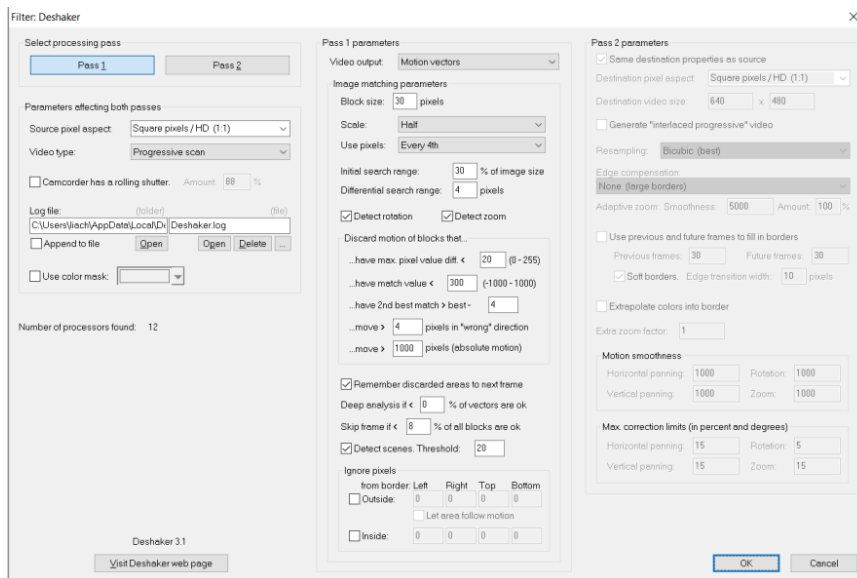 Filter: Deshaker
Select processing pass
Pass 1
Pass 2
Parameters affecting both passes
Source pixel aspect: Square pixels / HD (1:1)
Video type: Progressive scan
Camcorder has a rolling shutter. Amount: 88 %
Log file: (folder) (file)
C:\Users\liach\AppData\Local\De Deshaker.log
Append to file Open Open Delete ...
Use color mask:
Number of processors found: 12
Deshaker 3.1
Visit Deshaker web page
Pass 1 parameters
Video output: Motion vectors
Image matching parameters
Block size: 30 pixels
Scale: Half
Use pixels: Every 4th
Initial search range: 30 % of image size
Differential search range: 4 pixels
Detect rotation Detect zoom
Discard motion of blocks that...
...have max. pixel value diff. < 20 (0 - 255)
...have match value < 300 (-1000 - 1000)
...have 2nd best match > best - 4
...move > 4 pixels in "wrong" direction
...move > 1000 pixels (absolute motion)
Remember discarded areas to next frame
Deep analysis if < 0 % of vectors are ok
Skip frame if < 8 % of all blocks are ok
Detect scenes. Threshold: 20
Ignore pixels
from border: Left Right Top Bottom
Outside: 0 0 0 0
Let area follow motion
Inside: 0 0 0 0
Pass 2 parameters
Same destination properties as source
Destination pixel aspect: Square pixels / HD (1:1)
Destination video size: 640 x 480
Generate "interlaced progressive" video
Resampling: Bicubic (best)
Edge compensation:
None (large borders)
Adaptive zoom: Smoothness: 5000 Amount: 100 %
Use previous and future frames to fill in borders
Previous frames: 30 Future frames: 30
Soft borders. Edge transition width: 10 pixels
Extrapolate colors into border
Extra zoom factor: 1
Motion smoothness
Horizontal panning: 1000 Rotation: 1000
Vertical panning: 1000 Zoom: 1000
Max. correction limits (in percent and degrees)
Horizontal panning: 15 Rotation: 5
Vertical panning: 15 Zoom: 15
OK Cancel